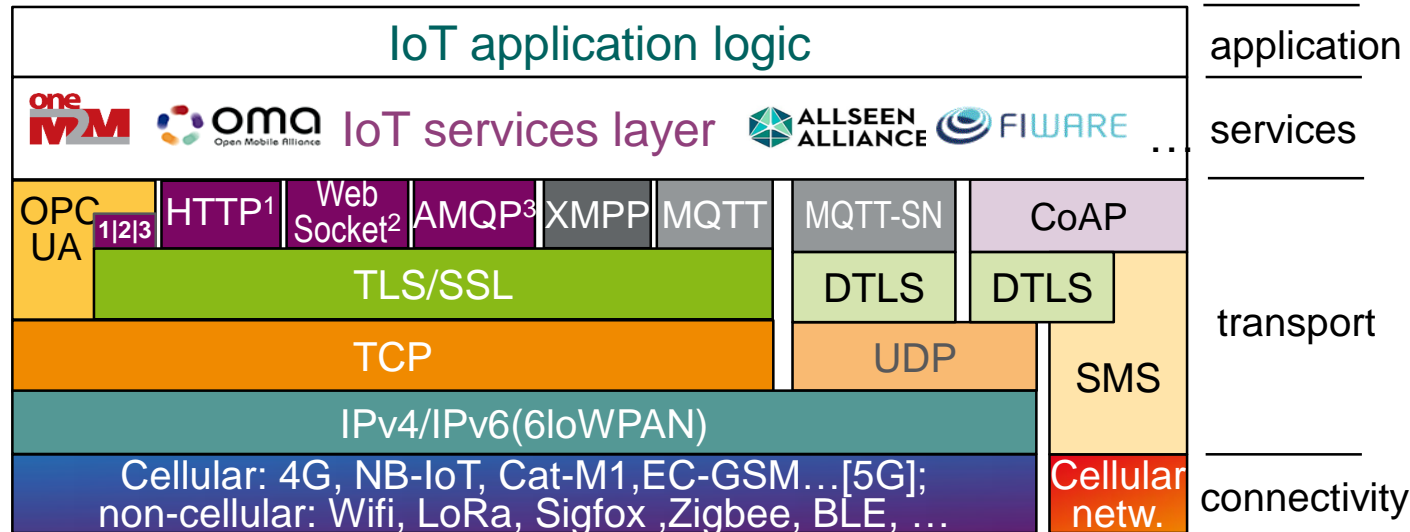 IoT application logic
application
one
M2M
oma
Open Mobile Alliance
IoT services layer
ALLSEEN
ALLIANCE
FIWARE
...
services
OPC
UA
1|2|3
HTTP¹
Web
Socket²
AMQP³
XMPP
MQTT
MQTT-SN
CoAP
TLS/SSL
DTLS
DTLS
transport
TCP
UDP
SMS
IPv4/IPv6(6loWPAN)
Cellular: 4G, NB-IoT, Cat-M1,EC-GSM…[5G];
non-cellular: Wifi, LoRa, Sigfox ,Zigbee, BLE, …
Cellular
netw.
connectivity